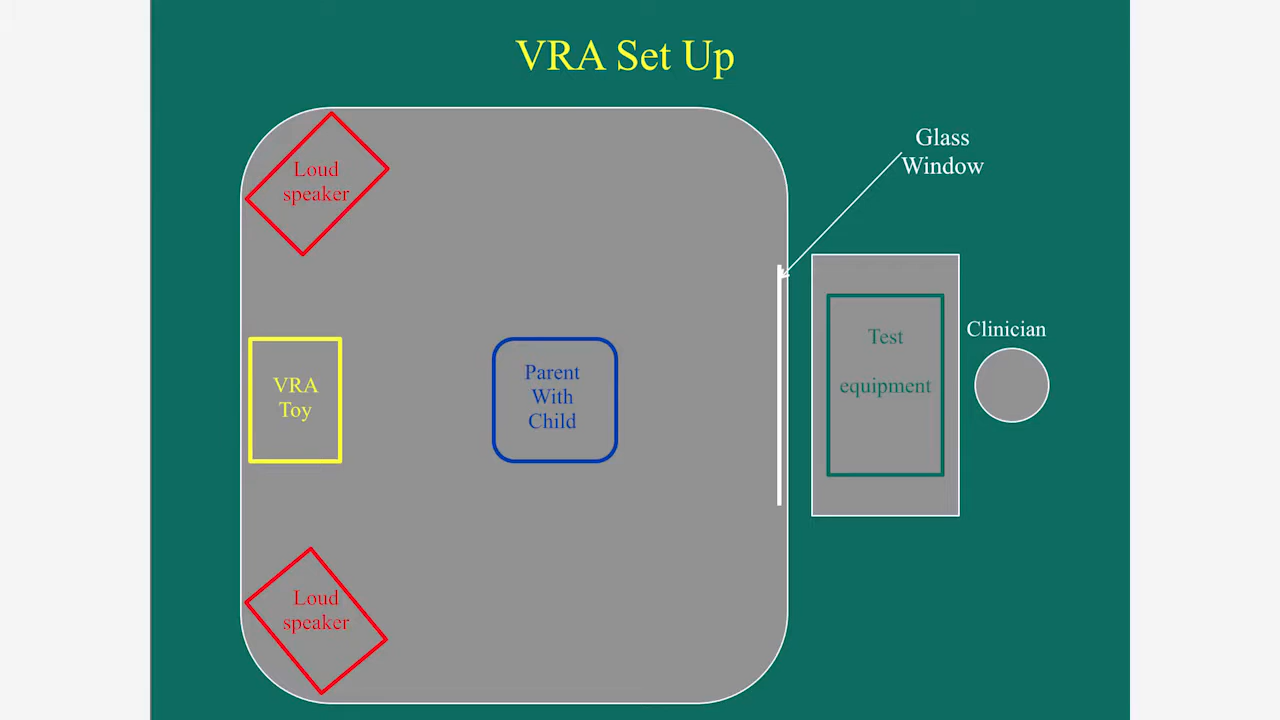 VRA Set Up
Glass
Window
Loud
speaker
Clinician
Test
equipment
VRA
Toy
Parent
With
Child
Loud
speaker